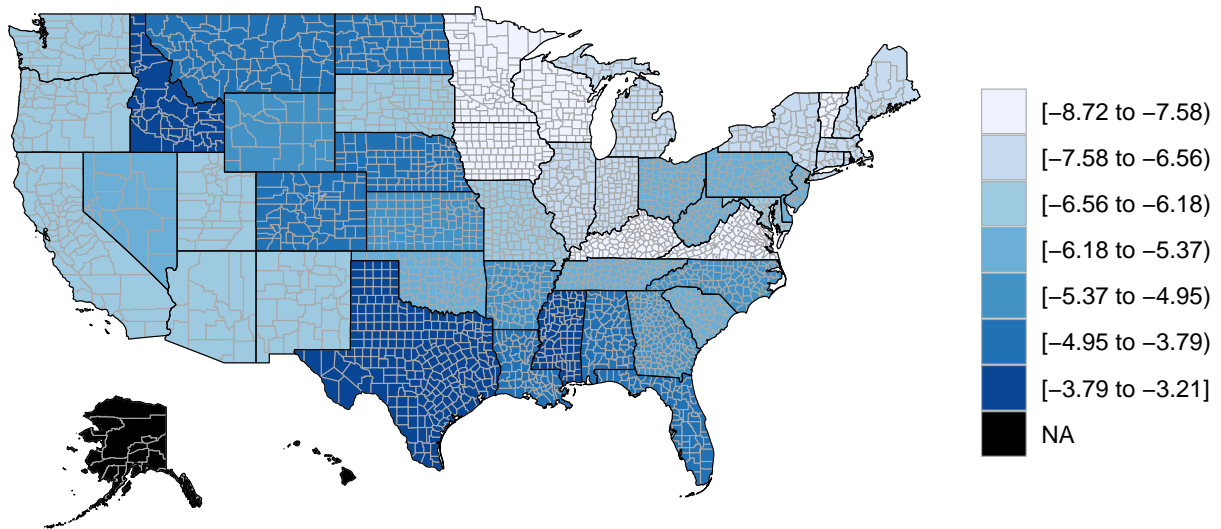 [−8.72 to −7.58)
[−7.58 to −6.56)
[−6.56 to −6.18)
[−6.18 to −5.37)
[−5.37 to −4.95)
[−4.95 to −3.79)
[−3.79 to −3.21]
NA